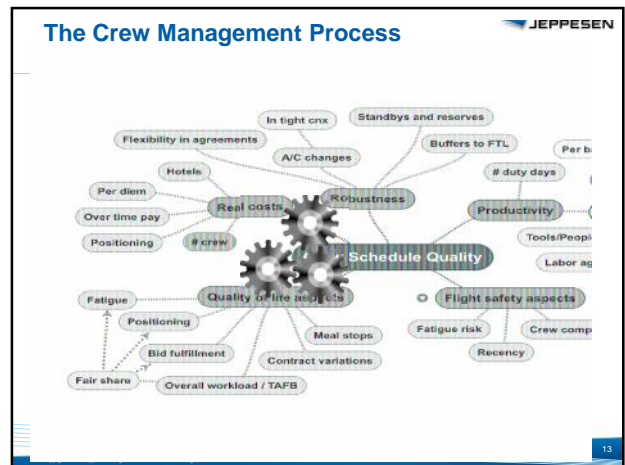 The Crew Management Process
JEPPESEN
In tight cnx
Standbys and reserves
Flexibility in agreements
Buffers to FTL
A/C changes
Per ba
Hotels
# duty days
Per diem
Real costs
Robustness
Over time pay
Productivity
Positioning
# crew
Tools/Peopl
Schedule Quality
Labor ag
Fatigue
Quality of life aspects
Flight safety aspects
Positioning
Meal stops
Fatigue risk
Crew comp
Bid fulfillment
Contract variations
Recency
Fair share
Overall workload / TAFB
13